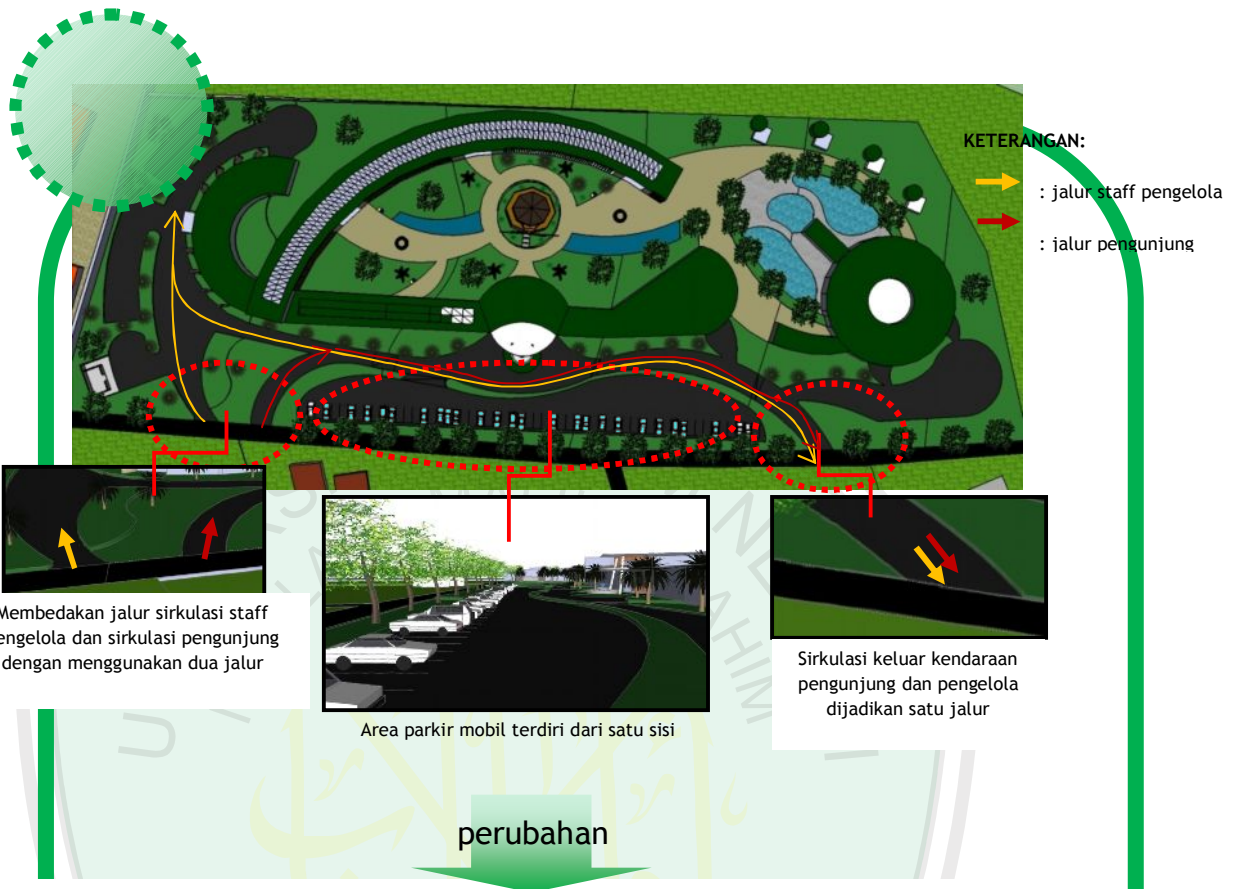 KETERANGAN:
: jalur staff pengelola
: jalur pengunjung
Membedakan jalur sirkulasi staff
pengelola dan sirkulasi pengunjung
dengan menggunakan dua jalur
Area parkir mobil terdiri dari satu sisi
Sirkulasi keluar kendaraan
pengunjung dan pengelola
dijadikan satu jalur
perubahan